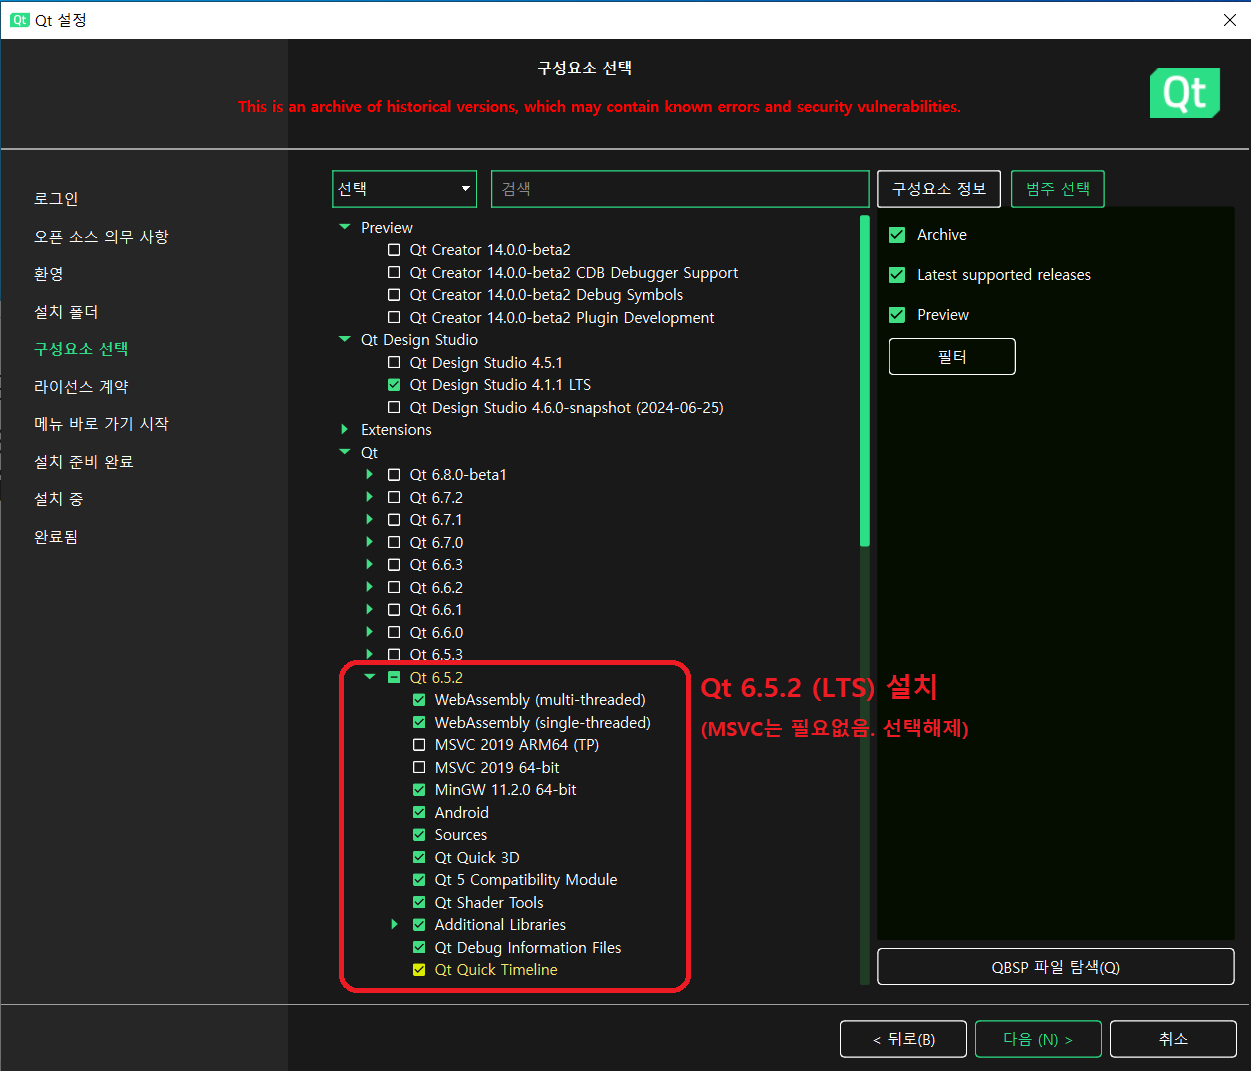 Qt Qt 설정
구성요소 선택
This is an archive of historical versions, which may contain known errors and security vulnerabilities.
Qt
로그인
오픈 소스 의무 사항
환영
설치 폴더
구성요소 선택
라이선스 계약
메뉴 바로 가기 시작
설치 준비 완료
설치 중
완료됨
선택
검색
구성요소 정보
범주 선택
Preview
Qt Creator 14.0.0-beta2
Qt Creator 14.0.0-beta2 CDB Debugger Support
Qt Creator 14.0.0-beta2 Debug Symbols
Qt Creator 14.0.0-beta2 Plugin Development
Qt Design Studio
Qt Design Studio 4.5.1
Qt Design Studio 4.1.1 LTS
Qt Design Studio 4.6.0-snapshot (2024-06-25)
Extensions
Qt
Qt 6.8.0-beta1
Qt 6.7.2
Qt 6.7.1
Qt 6.7.0
Qt 6.6.3
Qt 6.6.2
Qt 6.6.1
Qt 6.6.0
Qt 6.5.3
Qt 6.5.2
WebAssembly (multi-threaded)
WebAssembly (single-threaded)
MSVC 2019 ARM64 (TP)
MSVC 2019 64-bit
MinGW 11.2.0 64-bit
Android
Sources
Qt Quick 3D
Qt 5 Compatibility Module
Qt Shader Tools
Additional Libraries
Qt Debug Information Files
Qt Quick Timeline
Qt 6.5.2 (LTS) 설치
(MSVC는 필요없음. 선택해제)
Archive
Latest supported releases
Preview
필터
QBSP 파일 탐색(Q)
< 뒤로(B)
다음 (N) >
취소